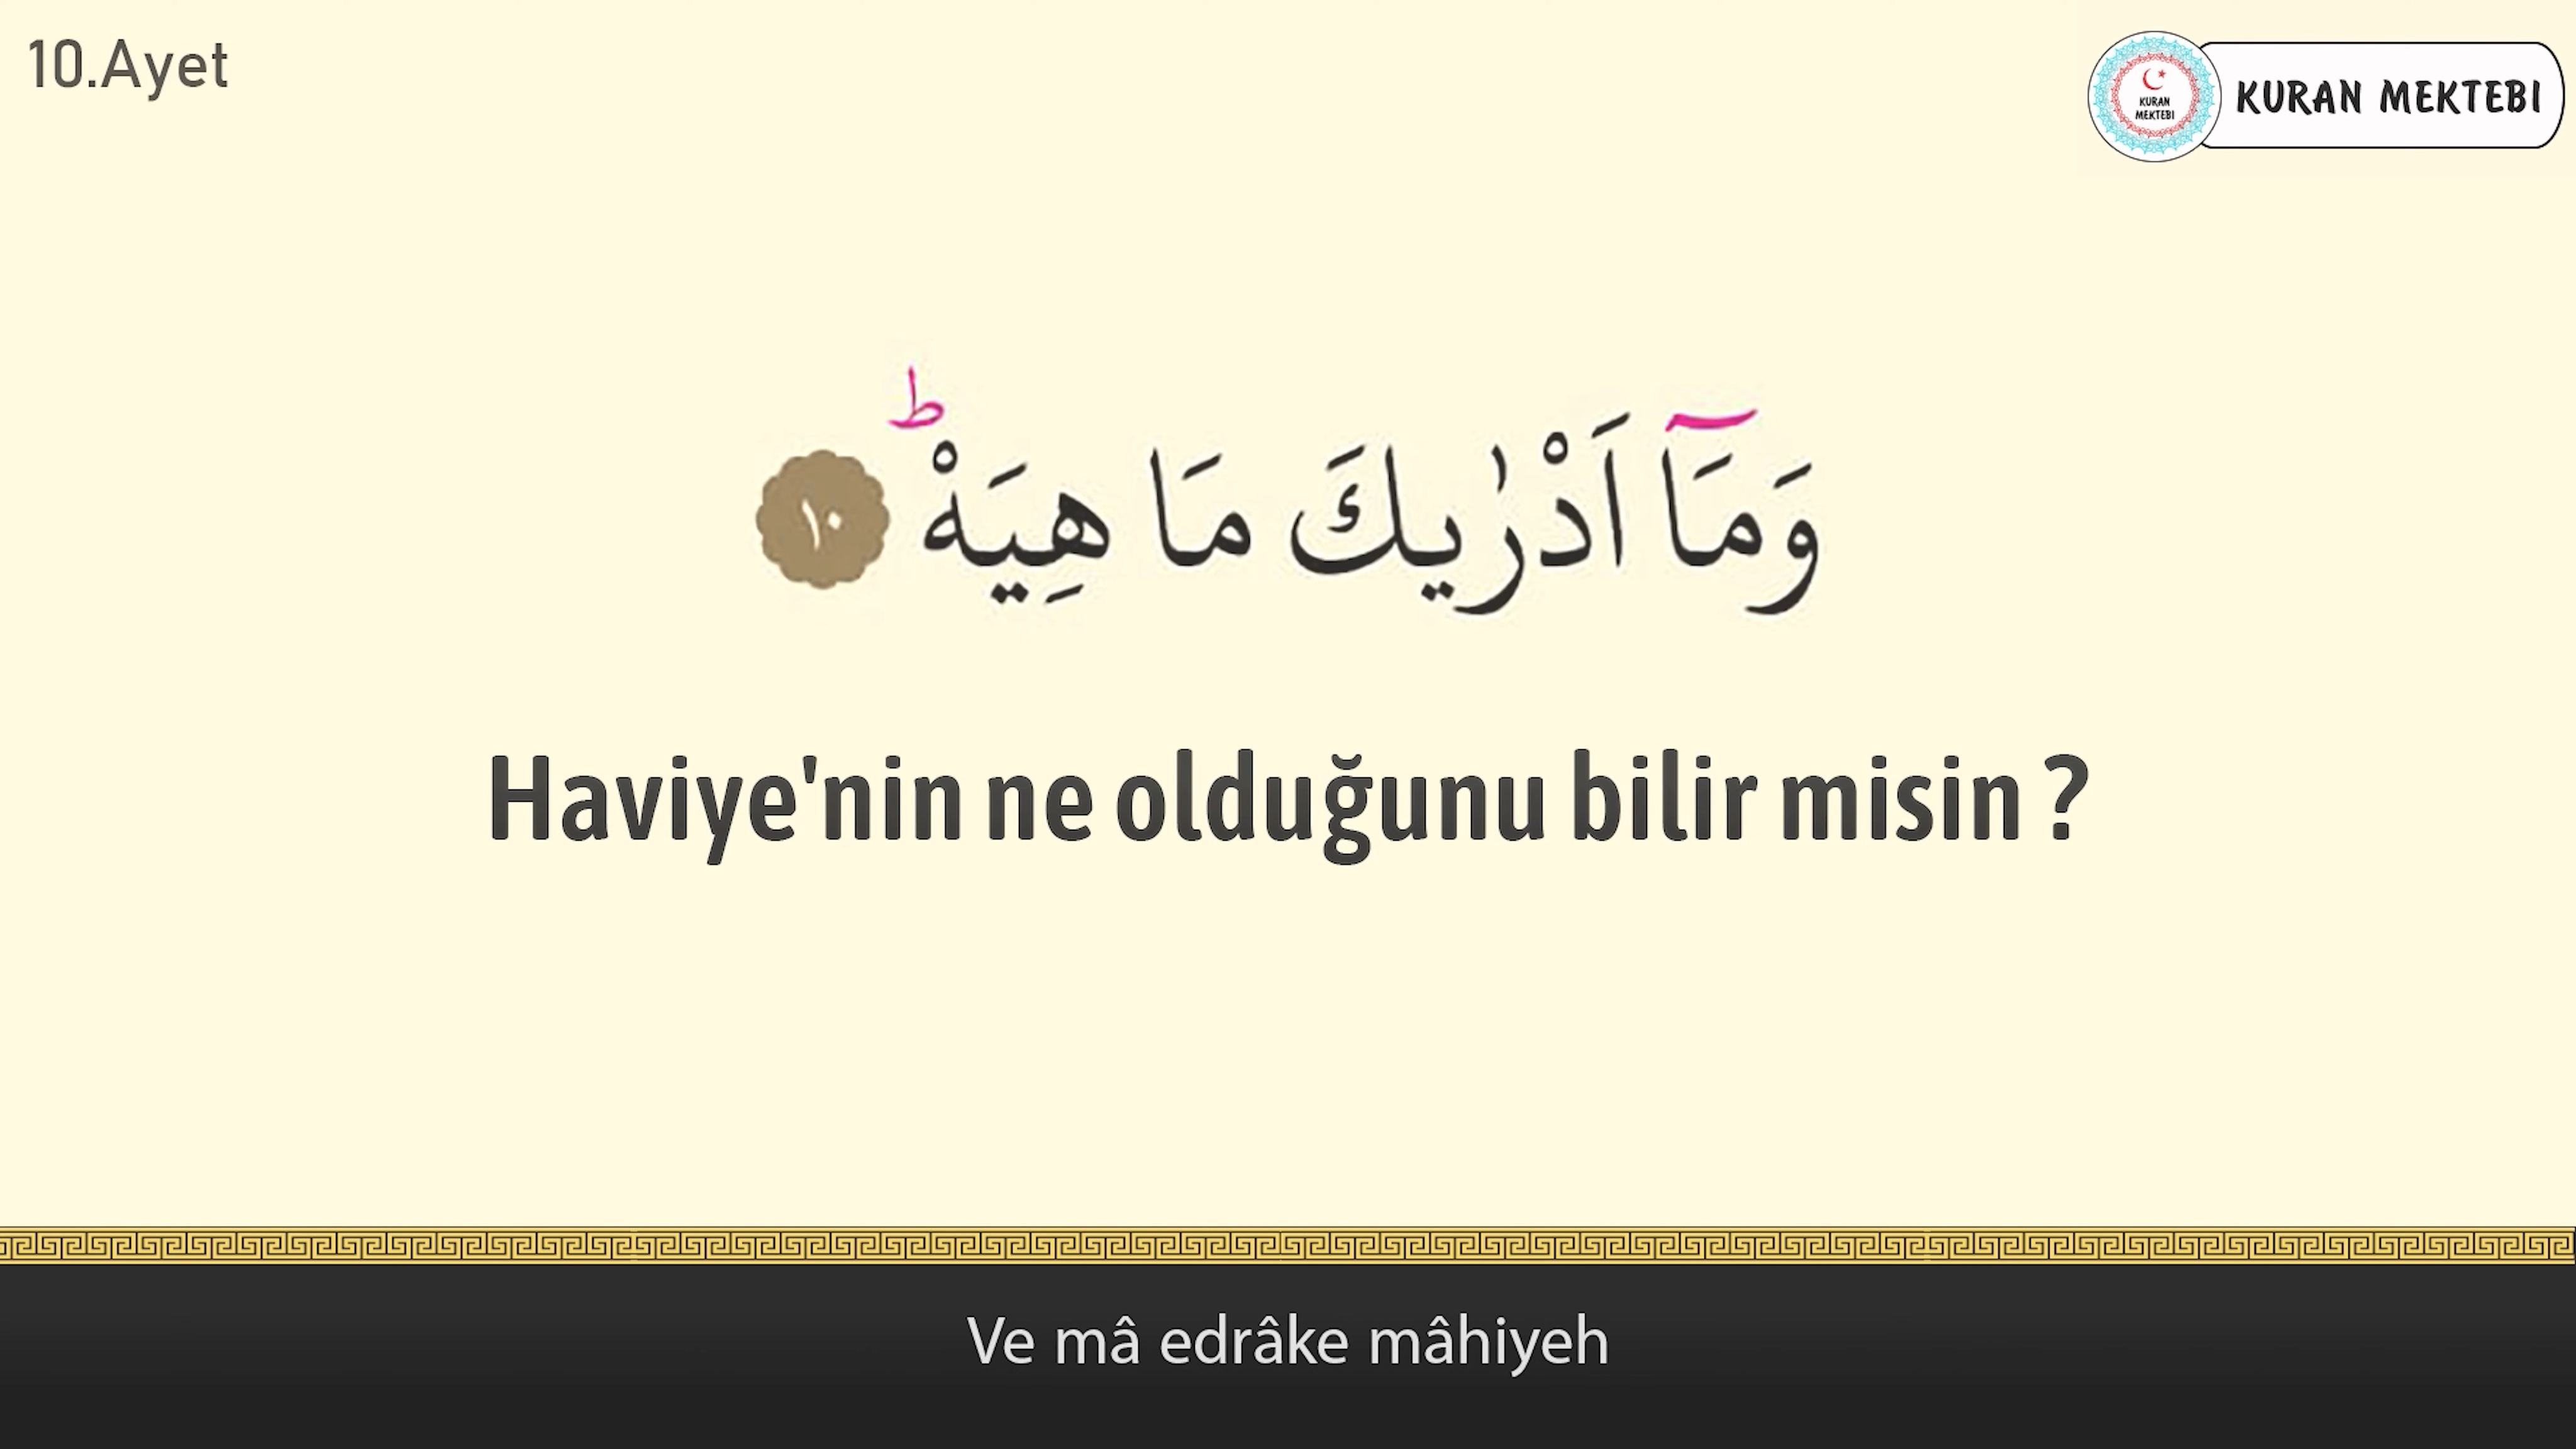 10.Ayet
KURAN
MEKTEBI
KURAN MEKTEBI
وَمَٓا اَدْرٰيكَ مَا هِيَهْۜ ١٠
Haviye'nin ne olduğunu bilir misin ?
Ve mâ edrâke mâhiyeh